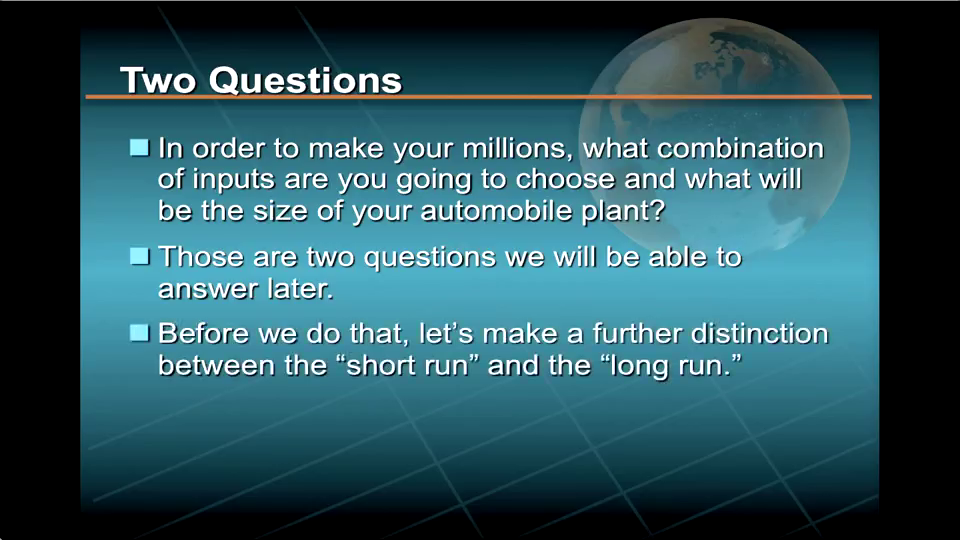 Two Questions
In order to make your millions, what combination
of inputs are you going to choose and what will
be the size of your automobile plant?
Those are two questions we will be able to
answer later.
Before we do that, let’s make a further distinction
between the “short run” and the “long run.”